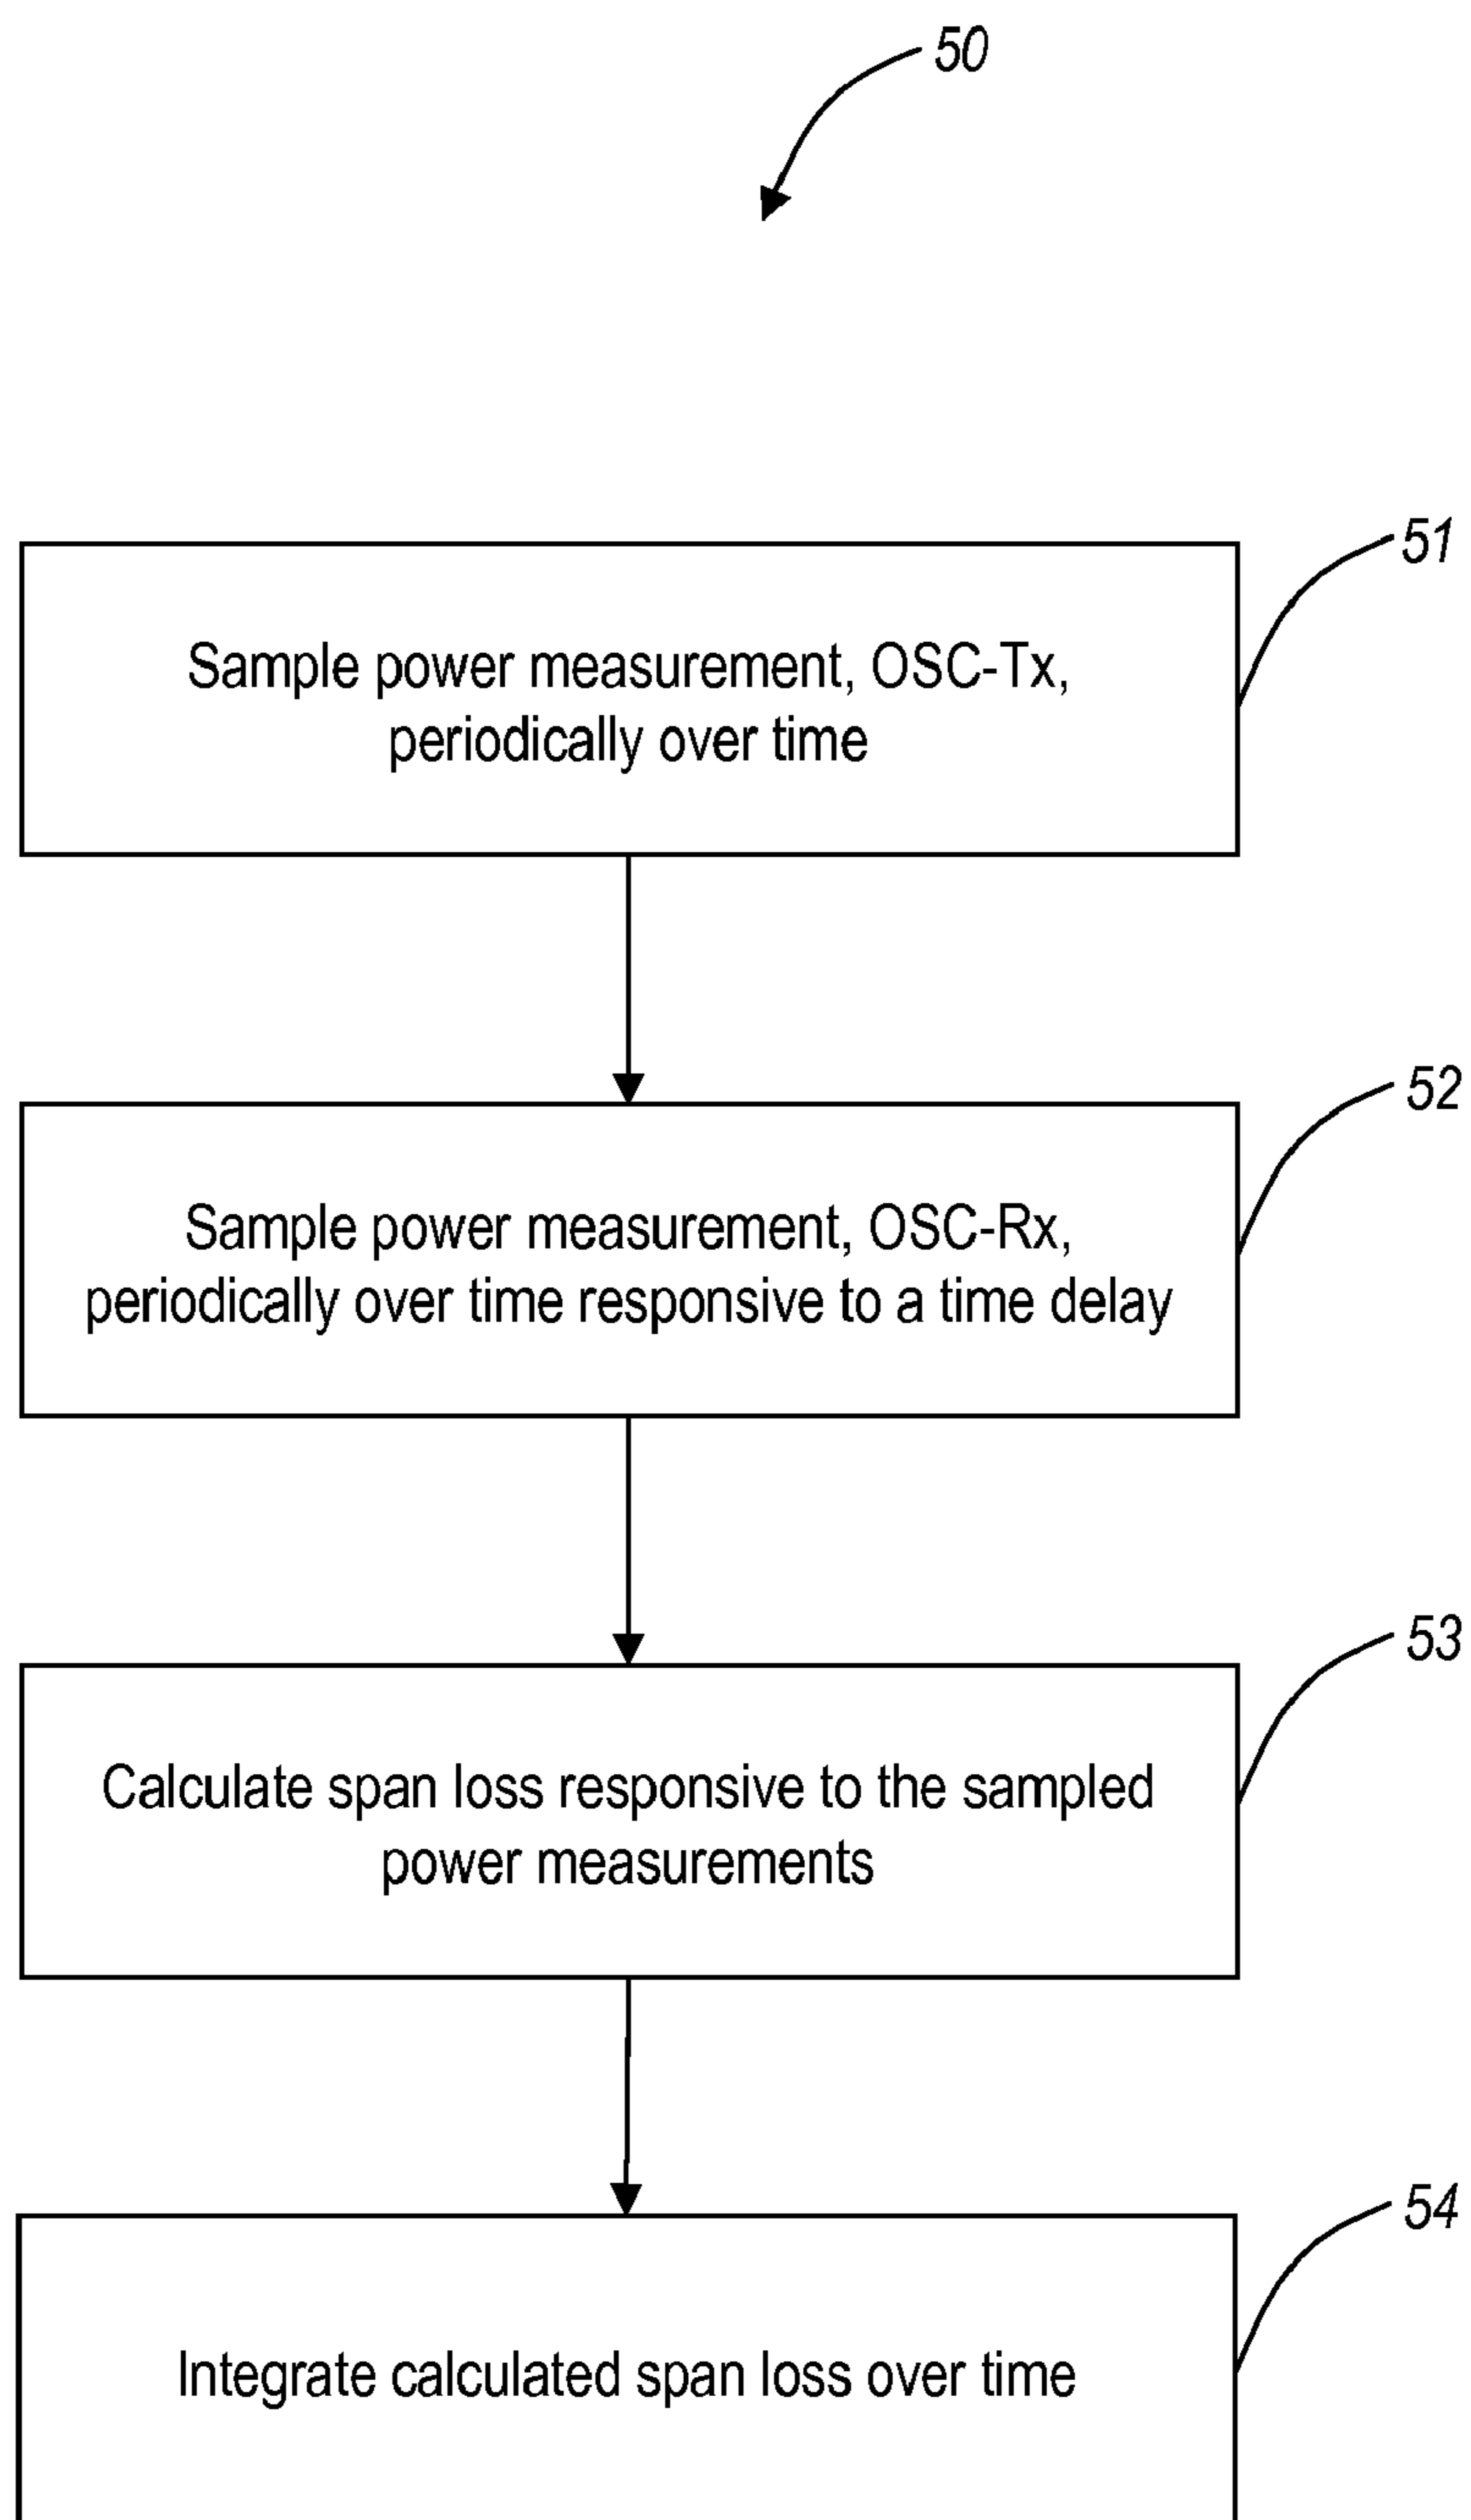 50
51
Sample power measurement, OSC-Tx,
periodically over time
52
Sample power measurement, OSC-Rx,
periodically over time responsive to a time delay
53
Calculate span loss responsive to the sampled
power measurements
54
Integrate calculated span loss over time